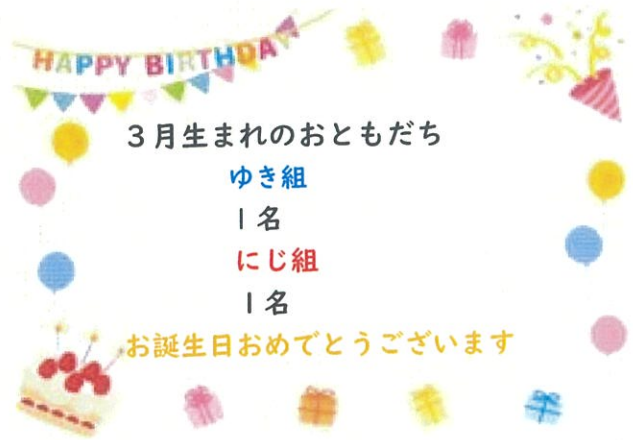 HAPPY BIRTHDAY
3月生まれのおともだち
ゆき組
1名
にじ組
1名
お誕生日おめでとうございます